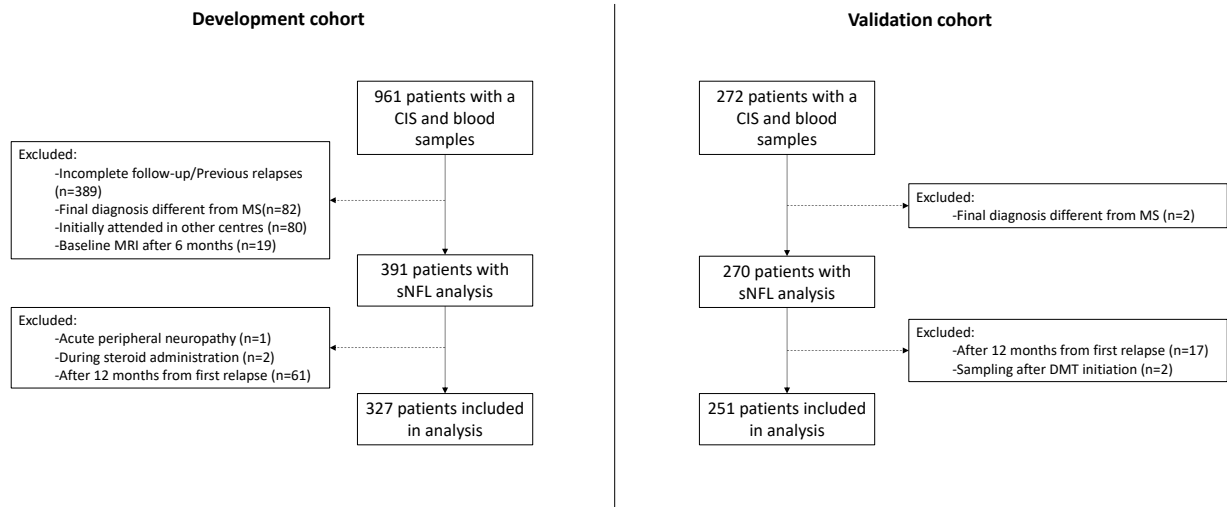 Development cohort
961 patients with a
CIS and blood
samples
Excluded:
-Incomplete follow-up/Previous relapses
(n=389)
-Final diagnosis different from MS(n=82)
-Initially attended in other centres (n=80)
-Baseline MRI after 6 months (n=19)
391 patients with
sNFL analysis
Excluded:
-Acute peripheral neuropathy (n=1)
-During steroid administration (n=2)
-After 12 months from first relapse (n=61)
327 patients included
in analysis
Validation cohort
272 patients with a
CIS and blood
samples
Excluded:
-Final diagnosis different from MS (n=2)
270 patients with
sNFL analysis
Excluded:
-After 12 months from first relapse (n=17)
-Sampling after DMT initiation (n=2)
251 patients included
in analysis